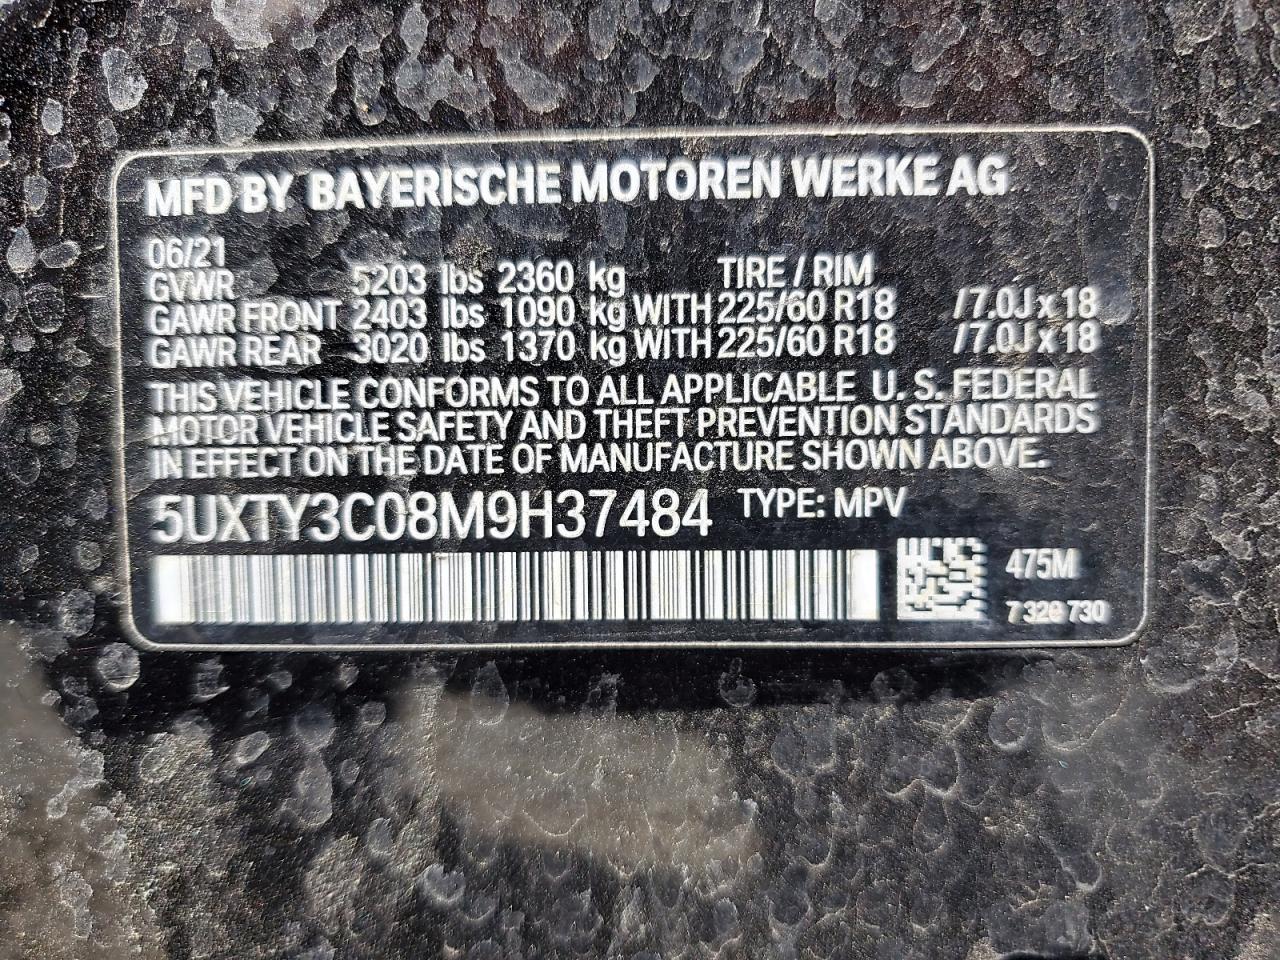 MFD BY BAYERISCHE MOTOREN WERKE AG
06/21
GVWR 5203 lbs 2360 kg TIRE / RIM
GAWR FRONT 2403 lbs 1090 kg WITH 225/60 R18 /7.0J x 18
GAWR REAR 3020 lbs 1370 kg WITH 225/60 R18 /7.0J x 18
THIS VEHICLE CONFORMS TO ALL APPLICABLE U. S. FEDERAL
MOTOR VEHICLE SAFETY AND THEFT PREVENTION STANDARDS
IN EFFECT ON THE DATE OF MANUFACTURE SHOWN ABOVE.
5UXTY3C08M9H37484 TYPE: MPV
475M
7 320 730